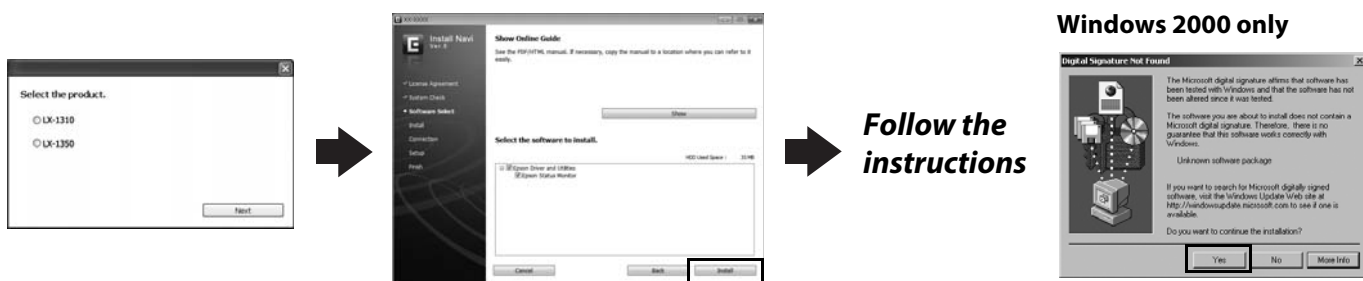 Select the product.
LX-1310
LX-1350
Next
XX-XXXX
Install Navi
Ver.
License Agreement
System Check
Software Select
Install
Connection
Setup
Finish
Show Online Guide
See the PDF/HTML manual. If necessary, copy the manual to a location where you can refer to it
easily.
Show
Select the software to install.
HDD Used Space :
Epson Driver and Utilities
Epson Status Monitor
Cancel
Back
Install
Follow the
instructions
Windows 2000 only
Digital Signature Not Found
The Microsoft digital signature affirms that software has
been tested with Windows and that the software has not
been altered since it was tested.
The software you are about to install does not contain a
Microsoft digital signature. Therefore, there is no
guarantee that this software works correctly with
Windows.
Unknown software package
If you want to search for Microsoft digitally signed
software, visit the Windows Update Web site at
http://windowsupdate.microsoft.com to see if one is
available.
Do you want to continue the installation?
Yes
No
More Info